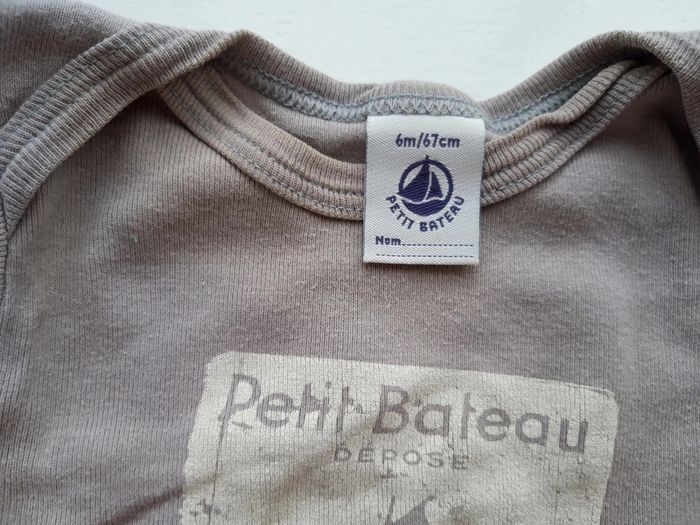 6m/67cm
PETIT BATEAU
Nom
Petit Bateau
DÉPOSÉ